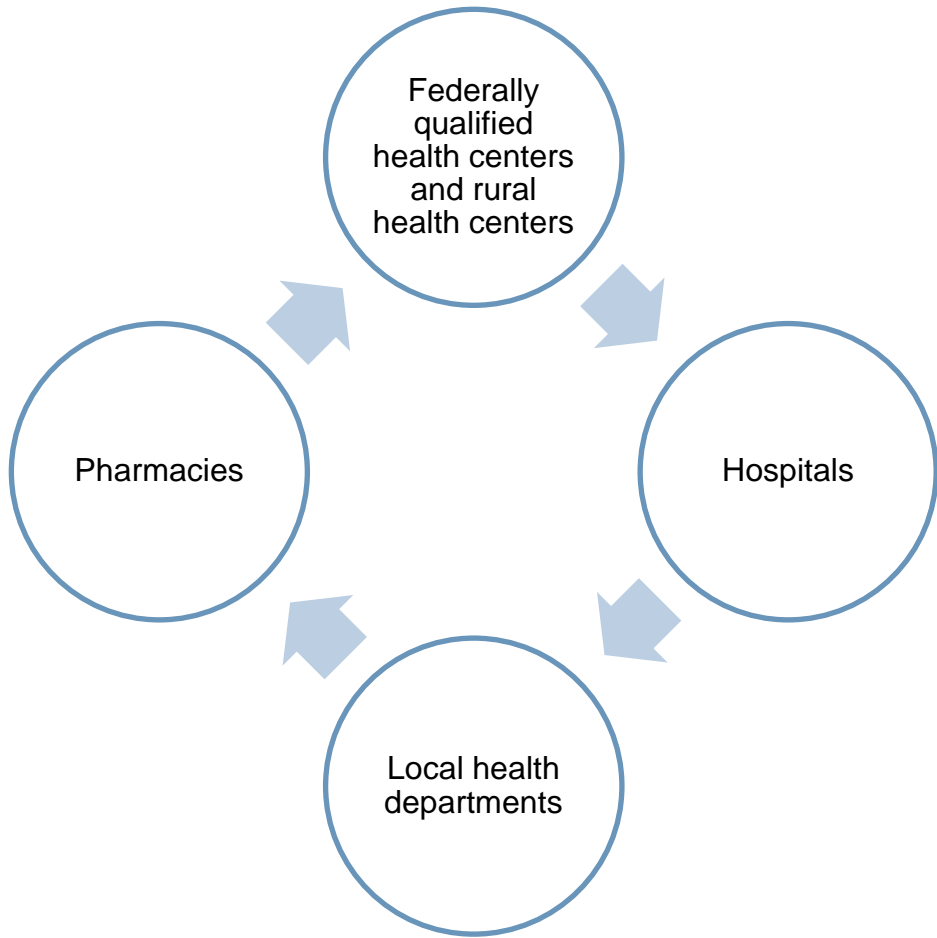 Federally
qualified
health centers
and rural
health centers
Pharmacies
Hospitals
Local health
departments